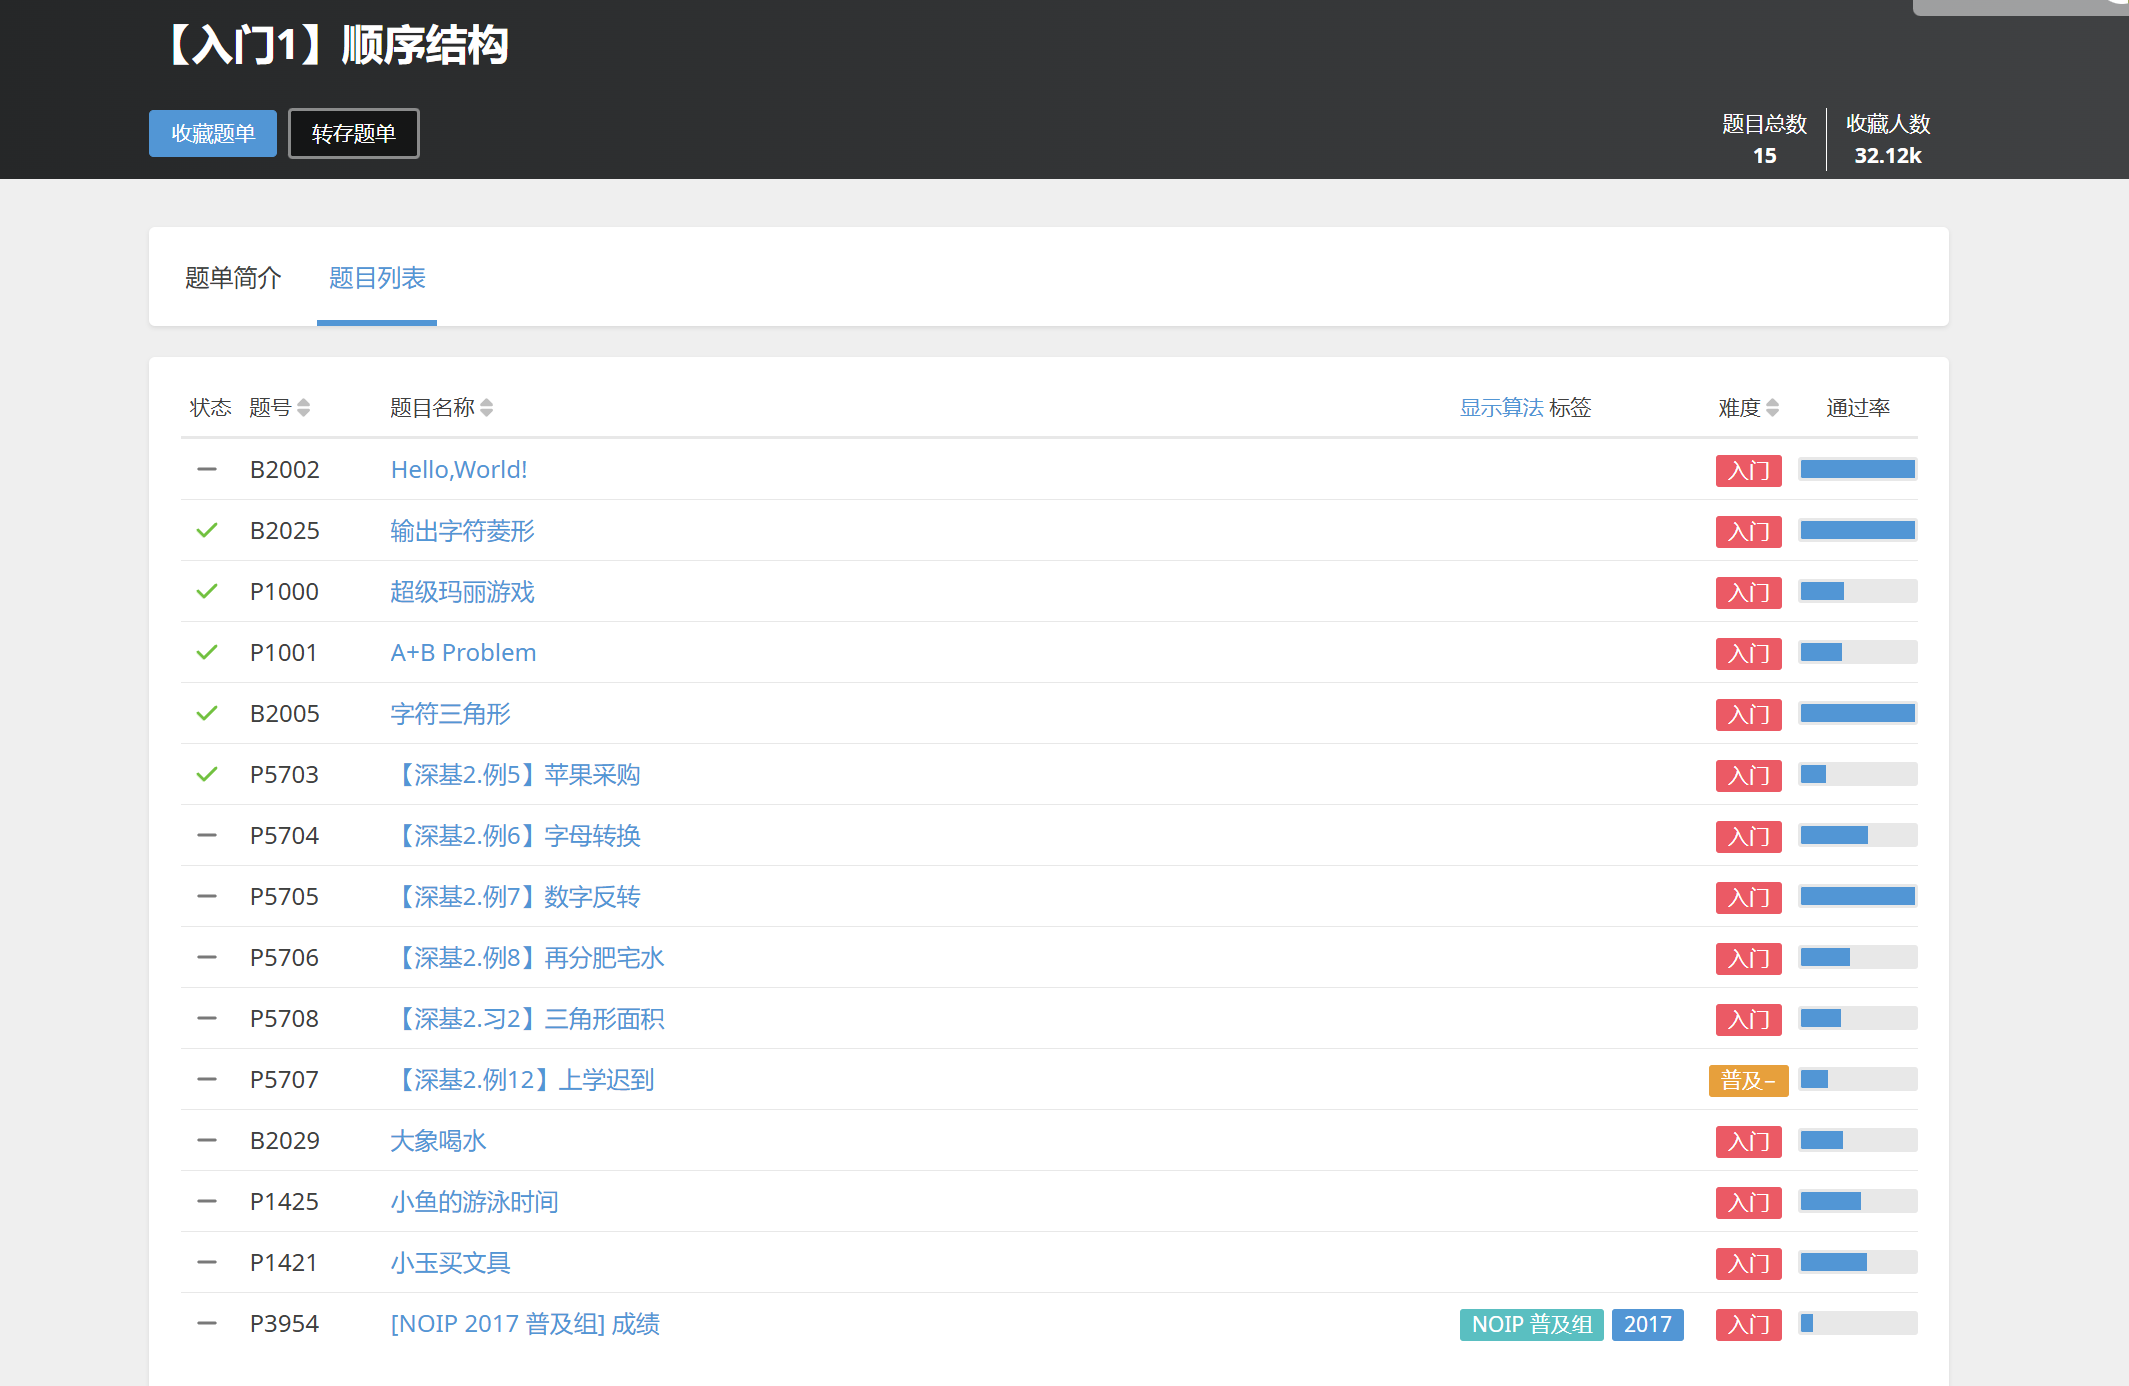 【入门1】顺序结构
收藏题单 转存题单
题目总数 收藏人数
15 32.12k
题单简介 题目列表
状态 题号 题目名称 显示算法 标签 难度 通过率
B2002 Hello,World! 入门
B2025 输出字符菱形 入门
P1000 超级玛丽游戏 入门
P1001 A+B Problem 入门
B2005 字符三角形 入门
P5703 【深基2.例5】苹果采购 入门
P5704 【深基2.例6】字母转换 入门
P5705 【深基2.例7】数字反转 入门
P5706 【深基2.例8】再分肥宅水 入门
P5708 【深基2.习2】三角形面积 入门
P5707 【深基2.例12】上学迟到 普及−
B2029 大象喝水 入门
P1425 小鱼的游泳时间 入门
P1421 小玉买文具 入门
P3954 [NOIP 2017 普及组] 成绩 NOIP 普及组 2017 入门